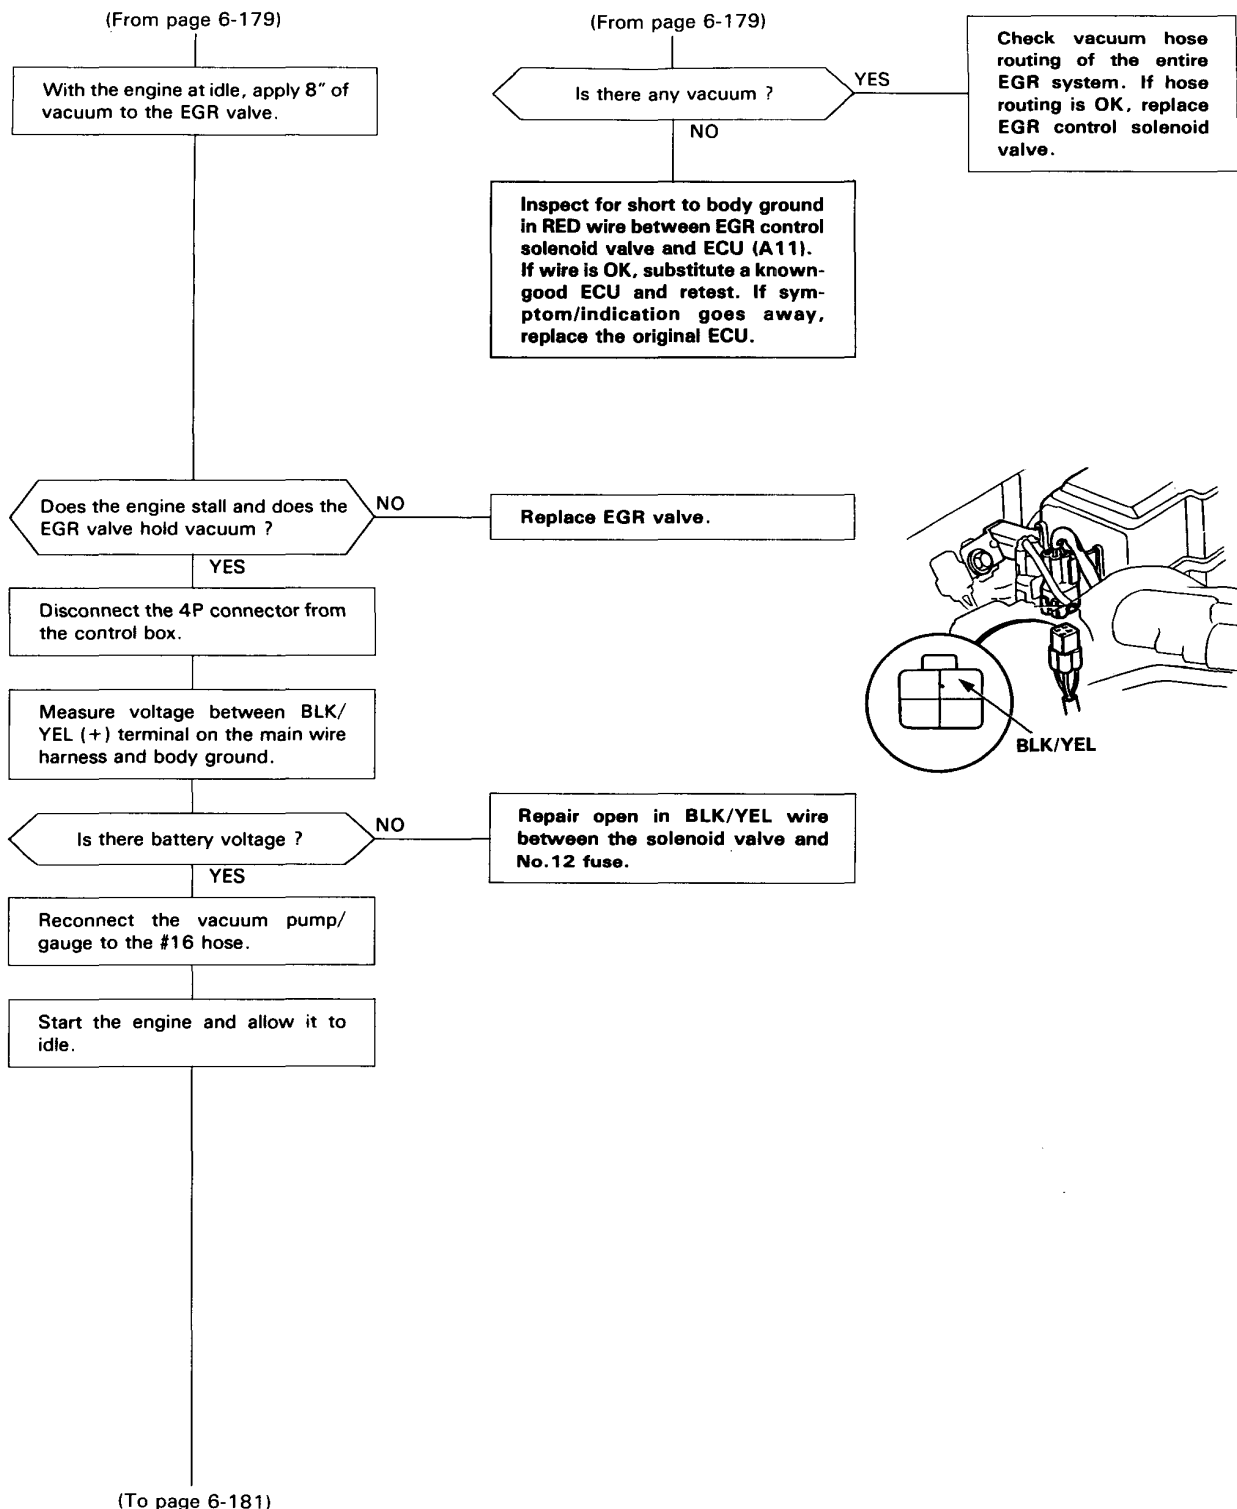 (From page 6-179)
With the engine at idle, apply 8" of
vacuum to the EGR valve.
Does the engine stall and does the
EGR valve hold vacuum ?
NO
Replace EGR valve.
YES
Disconnect the 4P connector from
the control box.
Measure voltage between BLK/
YEL (+) terminal on the main wire
harness and body ground.
Is there battery voltage ?
NO
Repair open in BLK/YEL wire
between the solenoid valve and
No.12 fuse.
YES
Reconnect the vacuum pump/
gauge to the #16 hose.
Start the engine and allow it to
idle.
(To page 6-181)
(From page 6-179)
Is there any vacuum ?
YES
Check vacuum hose
routing of the entire
EGR system. If hose
routing is OK, replace
EGR control solenoid
valve.
NO
Inspect for short to body ground
in RED wire between EGR control
solenoid valve and ECU (A11).
If wire is OK, substitute a known-
good ECU and retest. If sym-
ptom/indication goes away,
replace the original ECU.
BLK/YEL